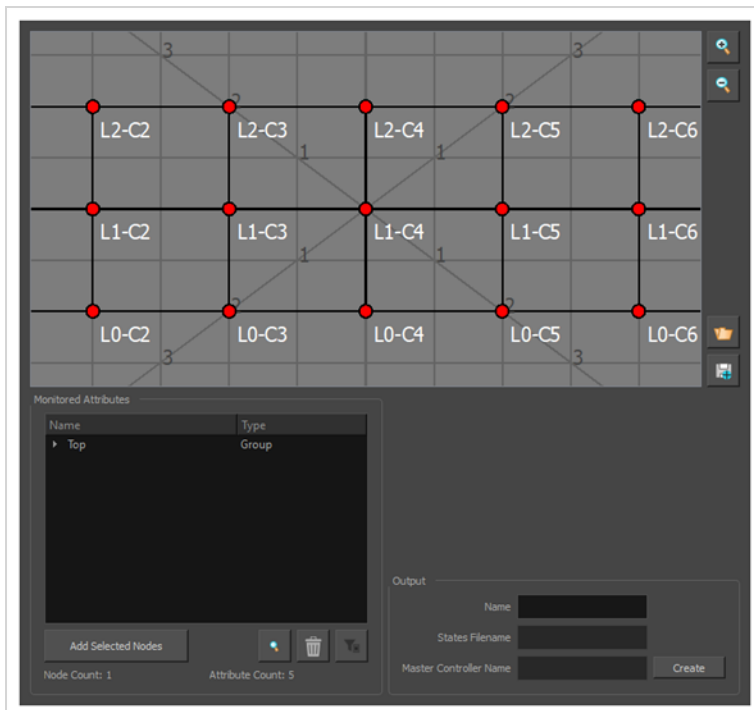 3 3
2 2
L2-C2 L2-C3 L2-C4 L2-C5 L2-C6
1 1
L1-C2 L1-C3 L1-C4 L1-C5 L1-C6
1 1
2 2
L0-C2 L0-C3 L0-C4 L0-C5 L0-C6
3 3
Monitored Attributes
Name Type
Top Group
Add Selected Nodes
Node Count: 1 Attribute Count: 5
Output
Name
States Filename
Master Controller Name Create